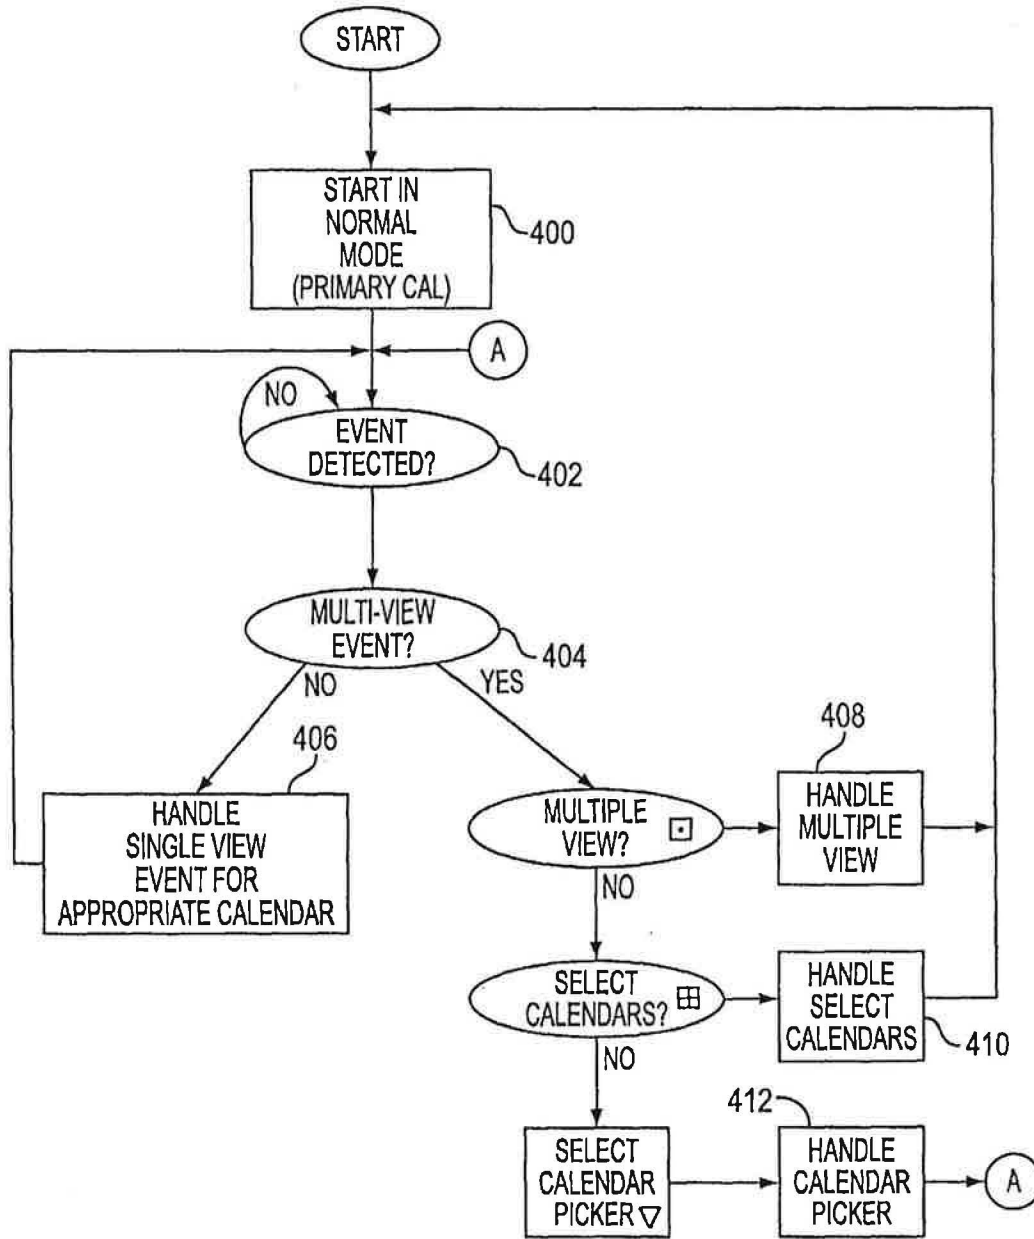 START
START IN
NORMAL
MODE
(PRIMARY CAL)
400
A
NO
EVENT
DETECTED?
402
MULTI-VIEW
EVENT?
404
NO
YES
406
HANDLE
SINGLE VIEW
EVENT FOR
APPROPRIATE CALENDAR
408
MULTIPLE
VIEW?
HANDLE
MULTIPLE
VIEW
NO
SELECT
CALENDARS?
HANDLE
SELECT
CALENDARS
410
NO
412
SELECT
CALENDAR
PICKER
HANDLE
CALENDAR
PICKER
A